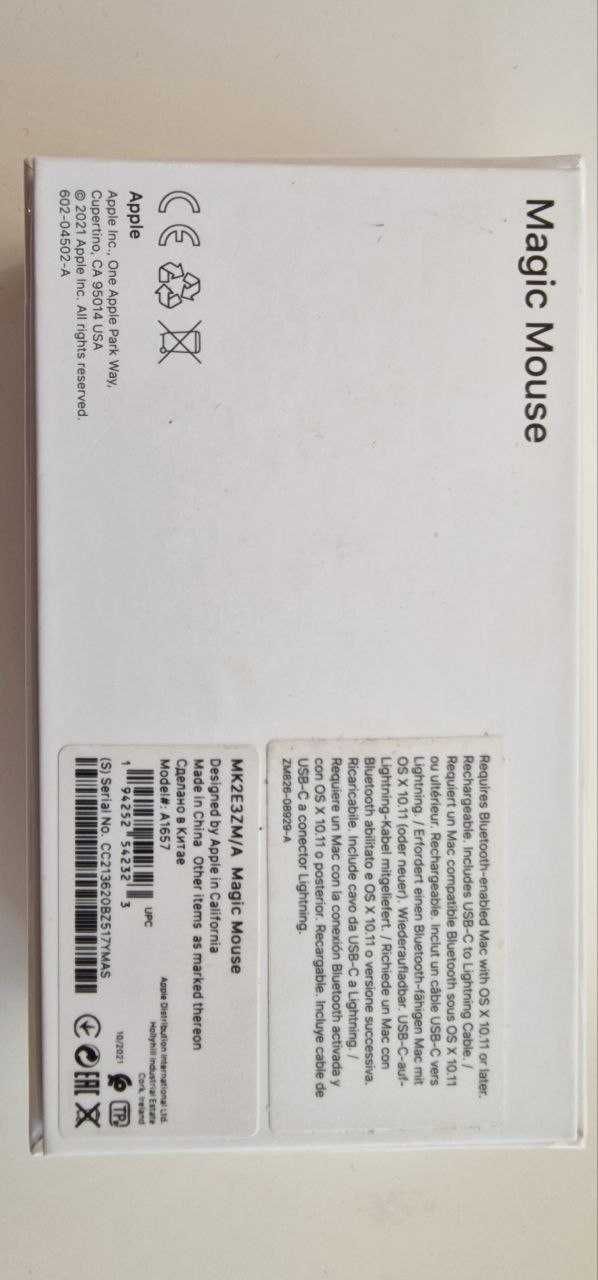 Magic Mouse
Requires Bluetooth-enabled Mac with OS X 10.11 or later.
Rechargeable. Includes USB-C to Lightning Cable. /
Requiert un Mac compatible Bluetooth sous OS X 10.11
ou ultérieur. Rechargeable. Inclut un câble USB-C vers
Lightning. / Erfordert einen Bluetooth-fähigen Mac mit
OS X 10.11 (oder neuer). Wiederaufladbar. USB-C-auf-
Lightning-Kabel mitgeliefert. / Richiede un Mac con
Bluetooth abilitato e OS X 10.11 o versione successiva.
Ricaricabile. Include cavo da USB-C a Lightning. /
Requiere un Mac con la conexión Bluetooth activada y
con OS X 10.11 o posterior. Recargable. Incluye cable de
USB-C a conector Lightning.
ZM826-08929-A
CE
Apple
Apple Inc., One Apple Park Way,
Cupertino, CA 95014 USA
© 2021 Apple Inc. All rights reserved.
602-04502-A
MK2E3ZM/A Magic Mouse
Designed by Apple in California
Made in China Other items as marked thereon
Сделано в Китае
Model#: A1657
Apple Distribution International Ltd.
Hollyhill Industrial Estate
Cork, Ireland
UPC
1 94252 54235 3
10/2021
TP
(S) Serial No. CC213620BZ517YMAS
EAC